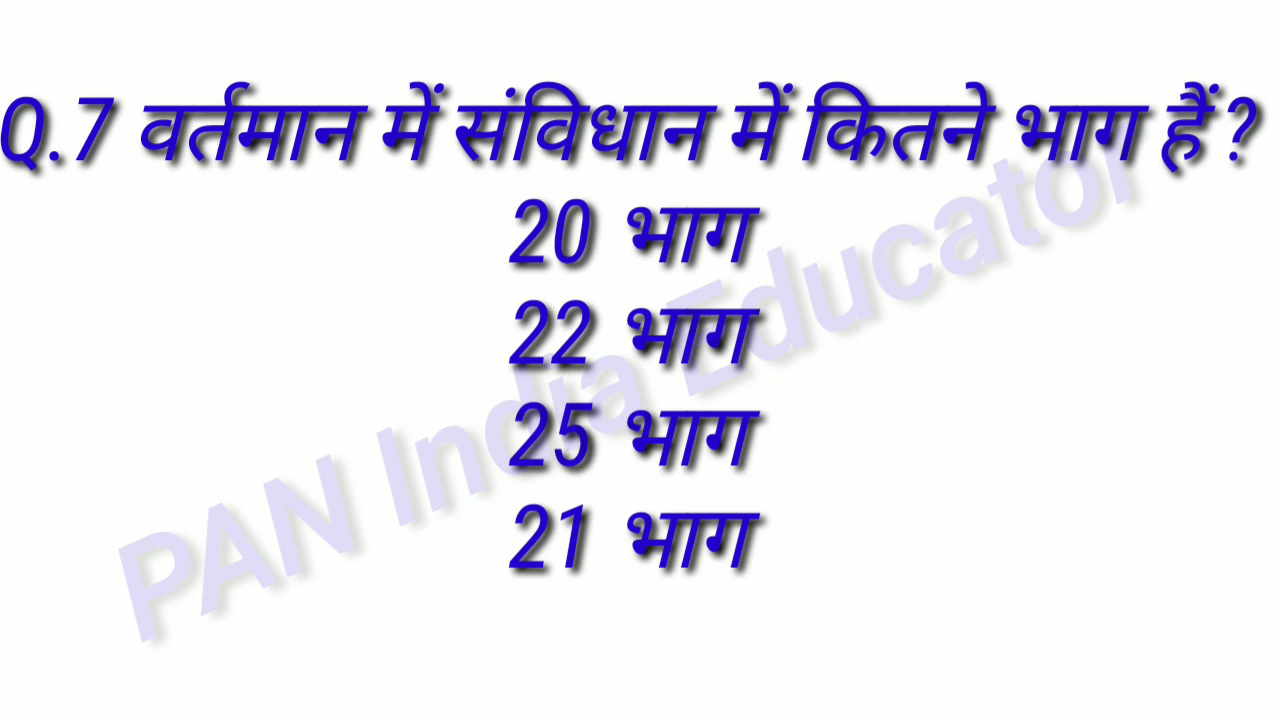 Q.7 वर्तमान में संविधान में कितने भाग हैं ?
20 भाग
22 भाग
25 भाग
21 भाग
PAN India Educator